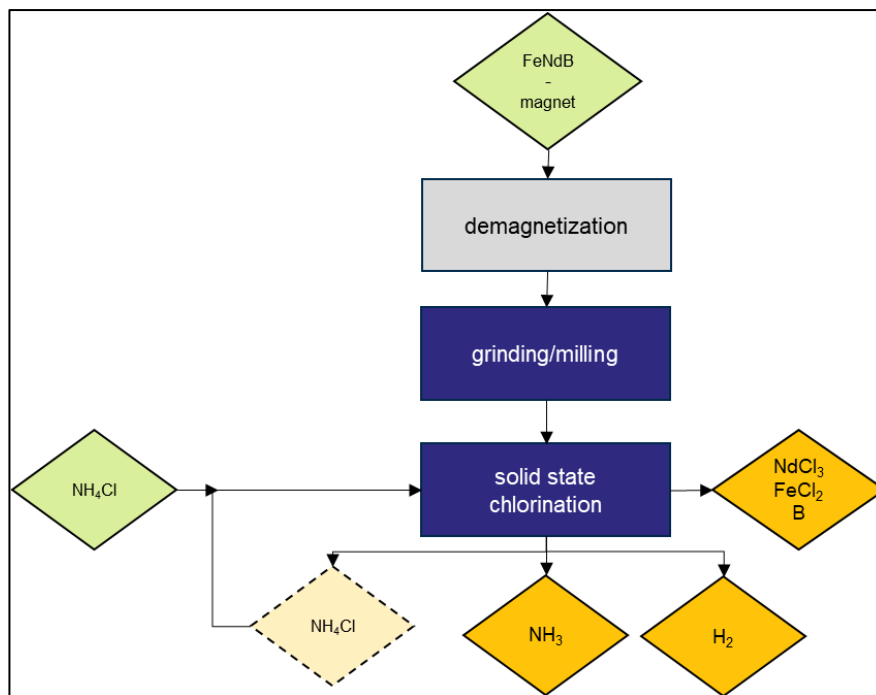 FeNdB
-
magnet
demagnetization
grinding/milling
NH₄Cl
solid state
chlorination
NdCl₃
FeCl₂
B
NH₄Cl
NH₃
H₂